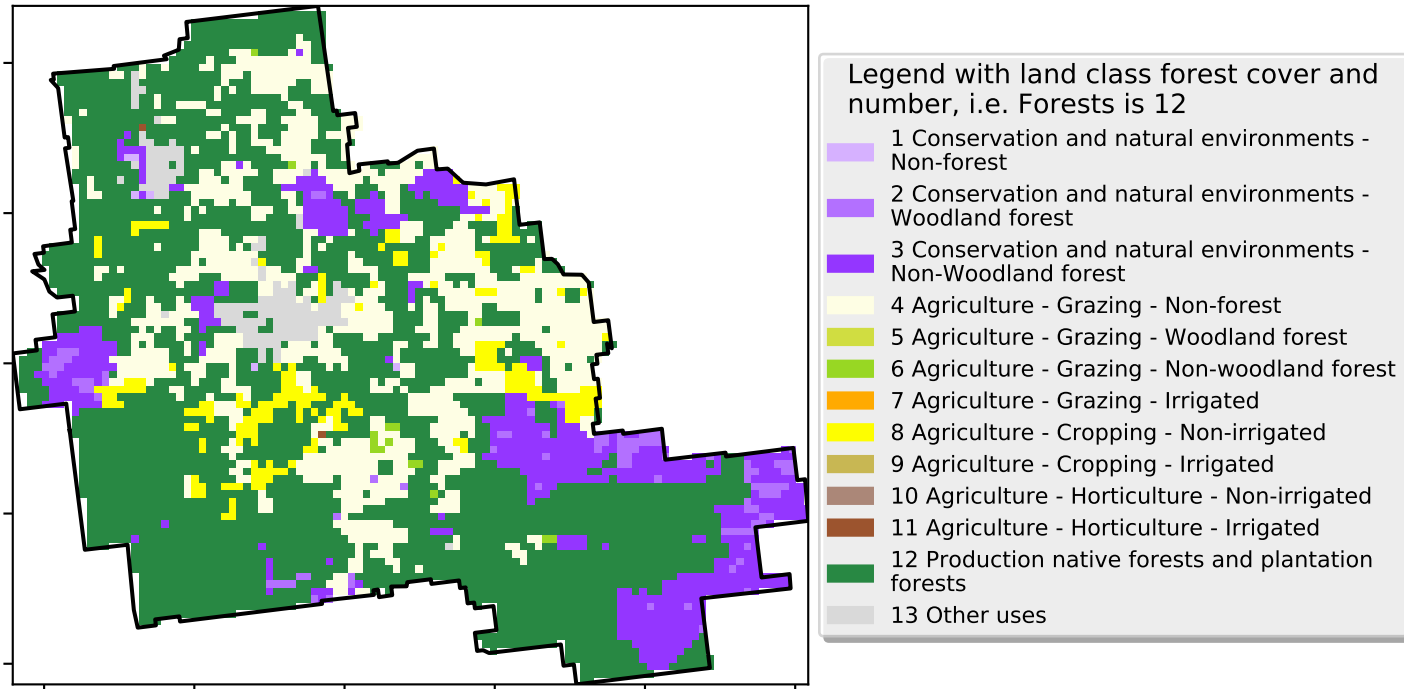 Legend with land class forest cover and
number, i.e. Forests is 12
1 Conservation and natural environments -
Non-forest
2 Conservation and natural environments -
Woodland forest
3 Conservation and natural environments -
Non-Woodland forest
4 Agriculture - Grazing - Non-forest
5 Agriculture - Grazing - Woodland forest
6 Agriculture - Grazing - Non-woodland forest
7 Agriculture - Grazing - Irrigated
8 Agriculture - Cropping - Non-irrigated
9 Agriculture - Cropping - Irrigated
10 Agriculture - Horticulture - Non-irrigated
11 Agriculture - Horticulture - Irrigated
12 Production native forests and plantation
forests
13 Other uses